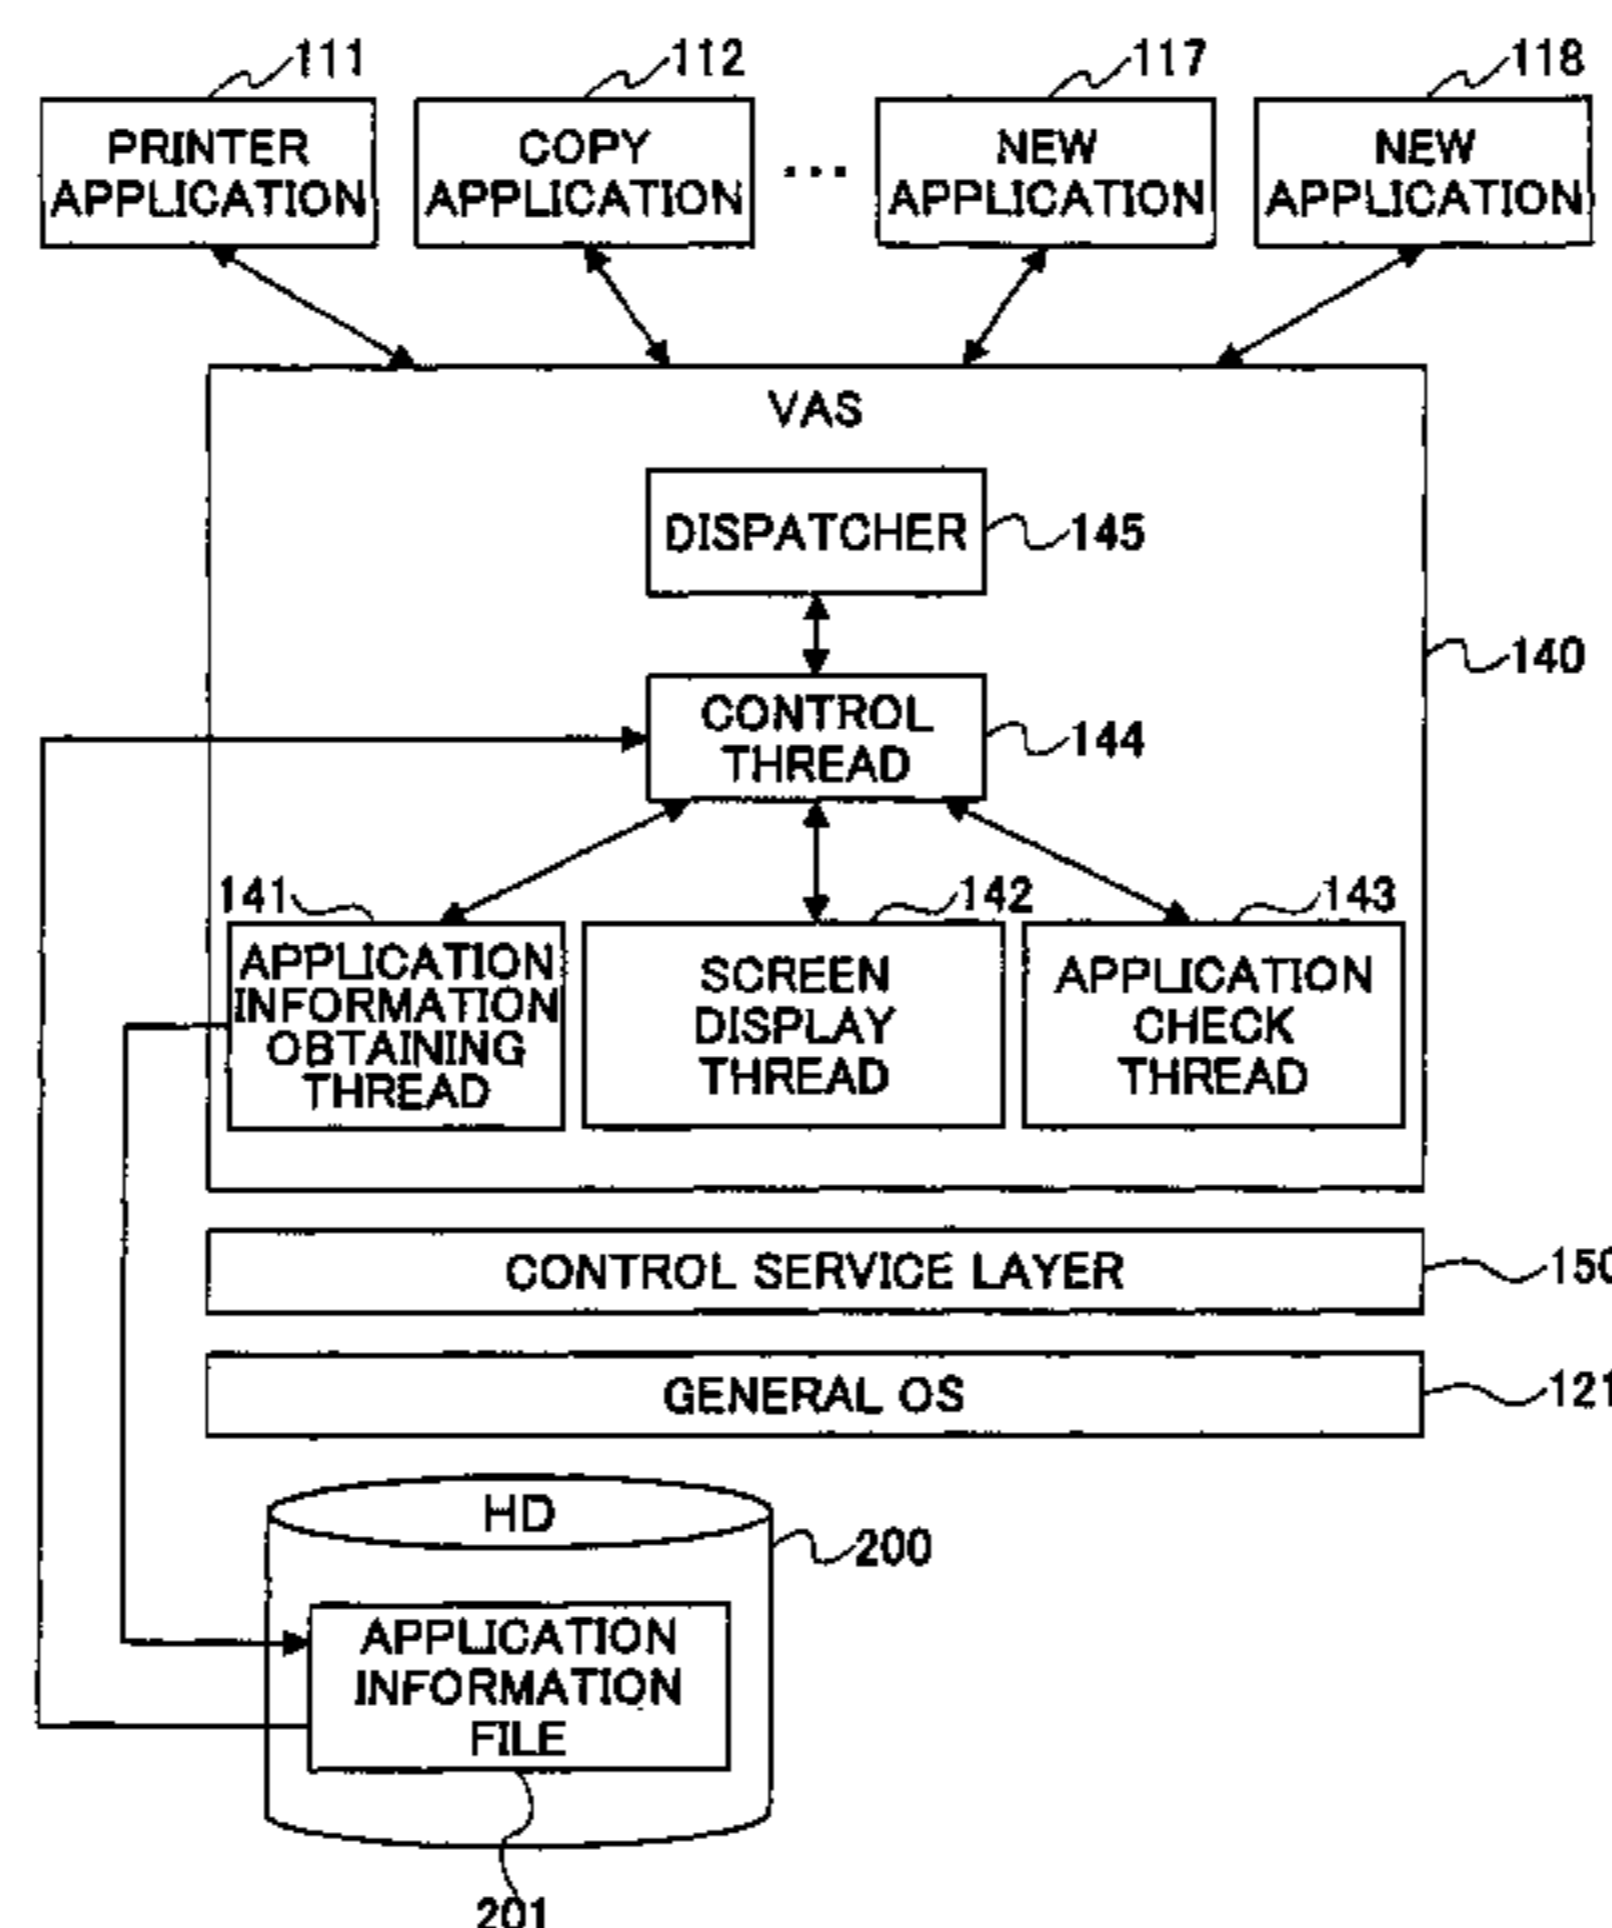 111
112
117
118
PRINTER
APPLICATION
COPY
APPLICATION
...
NEW
APPLICATION
NEW
APPLICATION
VAS
DISPATCHER
145
140
CONTROL
THREAD
144
141
142
143
APPLICATION
INFORMATION
OBTAINING
THREAD
SCREEN
DISPLAY
THREAD
APPLICATION
CHECK
THREAD
CONTROL SERVICE LAYER
150
GENERAL OS
121
HD
200
APPLICATION
INFORMATION
FILE
201